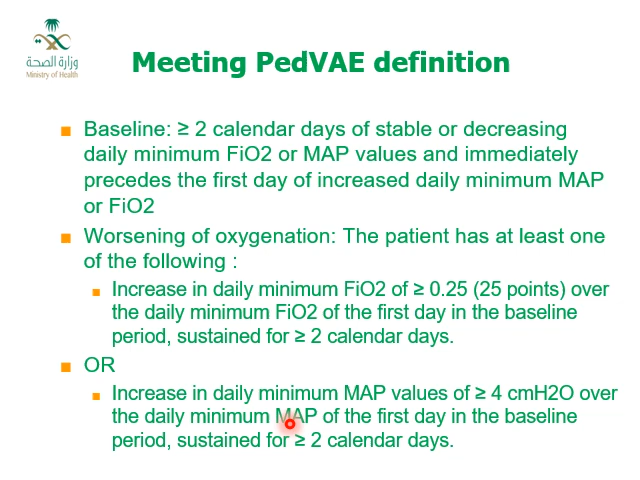 وزارة الصحة
Ministry of Health
Meeting PedVAE definition
■ Baseline: ≥ 2 calendar days of stable or decreasing
daily minimum FiO2 or MAP values and immediately
precedes the first day of increased daily minimum MAP
or FiO2
■ Worsening of oxygenation: The patient has at least one
of the following :
■ Increase in daily minimum FiO2 of ≥ 0.25 (25 points) over
the daily minimum FiO2 of the first day in the baseline
period, sustained for ≥ 2 calendar days.
■ OR
■ Increase in daily minimum MAP values of ≥ 4 cmH2O over
the daily minimum MAP of the first day in the baseline
period, sustained for ≥ 2 calendar days.